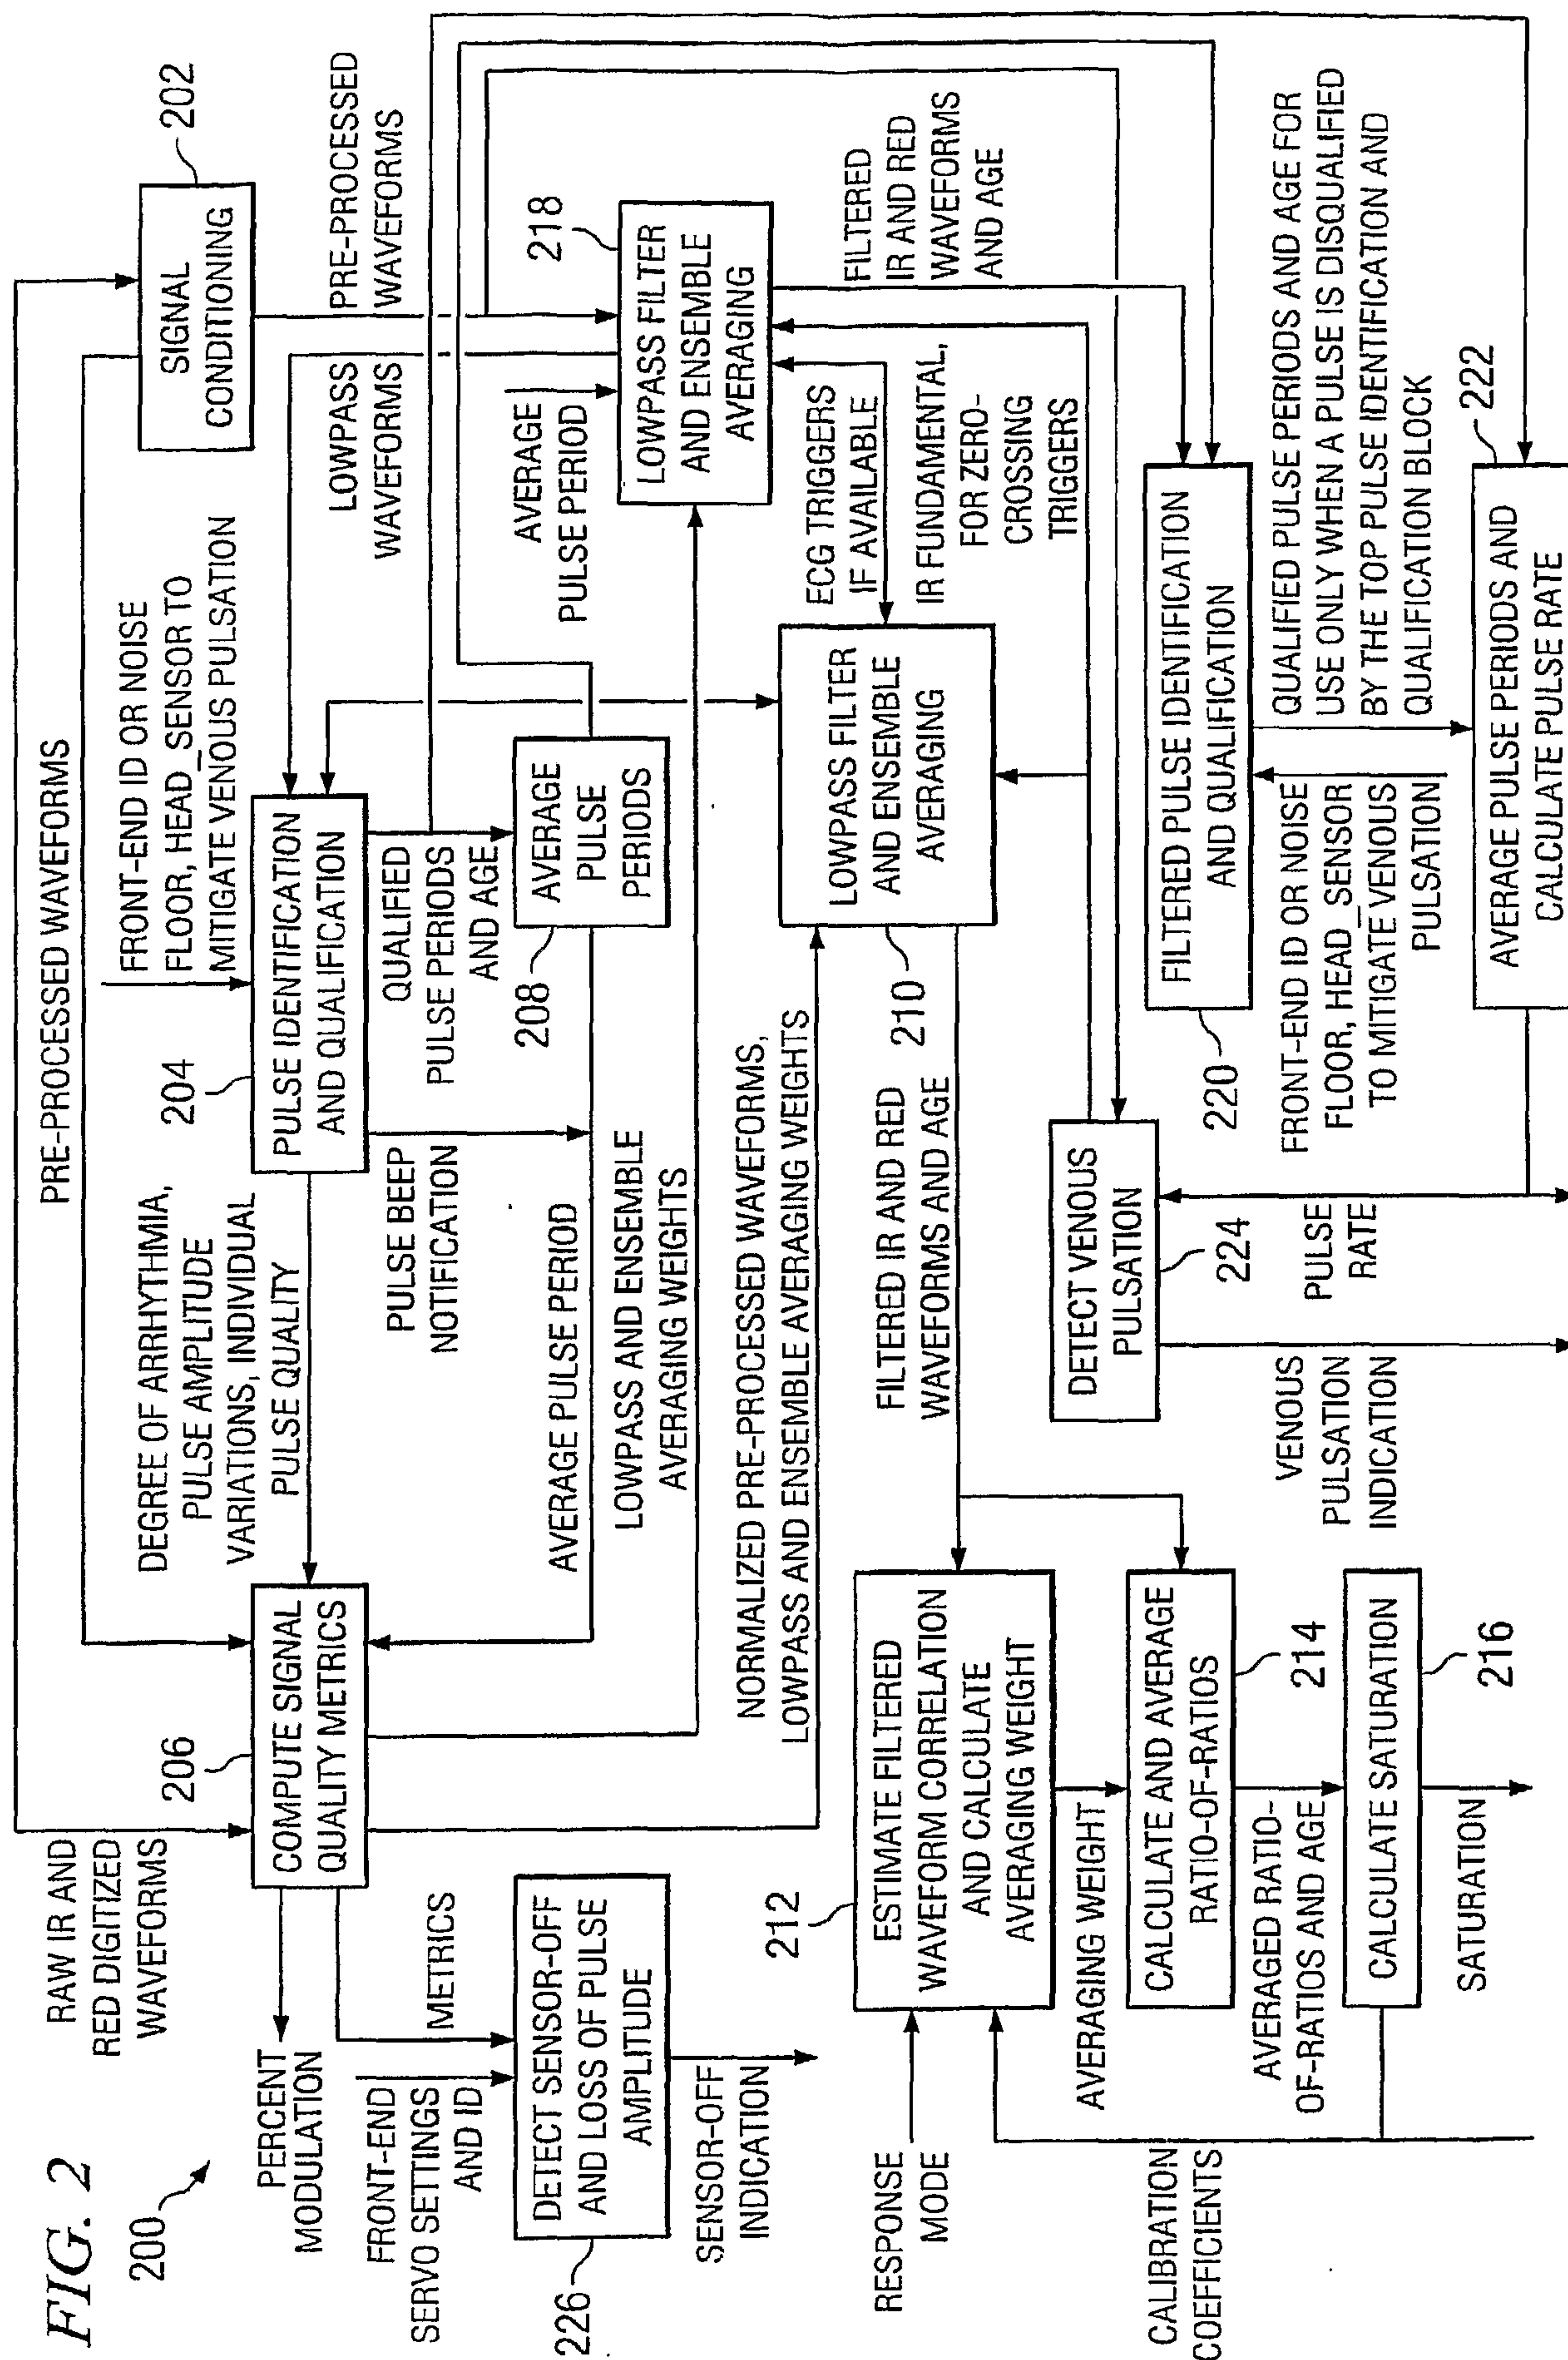 FIG. 2
200
RAW IR AND
RED DIGITIZED
WAVEFORMS
PRE-PROCESSED WAVEFORMS
SIGNAL
CONDITIONING
202
206
COMPUTE SIGNAL
QUALITY METRICS
DEGREE OF ARRHYTHMIA,
PULSE AMPLITUDE
VARIATIONS, INDIVIDUAL
PULSE QUALITY
204
FRONT-END ID OR NOISE
FLOOR, HEAD_SENSOR TO
MITIGATE VENOUS PULSATION
PULSE IDENTIFICATION
AND QUALIFICATION
LOWPASS
WAVEFORMS
PRE-PROCESSED
WAVEFORMS
PERCENT
MODULATION
METRICS
FRONT-END
SERVO SETTINGS
AND ID
PULSE BEEP
NOTIFICATION
QUALIFIED
PULSE PERIODS
AND AGE
AVERAGE
PULSE PERIOD
218
LOWPASS FILTER
AND ENSEMBLE
AVERAGING
DETECT SENSOR-OFF
AND LOSS OF PULSE
AMPLITUDE
226
SENSOR-OFF
INDICATION
AVERAGE PULSE PERIOD
208
AVERAGE
PULSE
PERIODS
LOWPASS AND ENSEMBLE
AVERAGING WEIGHTS
NORMALIZED PRE-PROCESSED WAVEFORMS,
LOWPASS AND ENSEMBLE AVERAGING WEIGHTS
LOWPASS FILTER
AND ENSEMBLE
AVERAGING
210
ECG TRIGGERS
IF AVAILABLE
IR FUNDAMENTAL,
FOR ZERO-
CROSSING
TRIGGERS
FILTERED
IR AND RED
WAVEFORMS
AND AGE
RESPONSE
MODE
212
ESTIMATE FILTERED
WAVEFORM CORRELATION
AND CALCULATE
AVERAGING WEIGHT
FILTERED IR AND RED
WAVEFORMS AND AGE
AVERAGING WEIGHT
CALCULATE AND AVERAGE
RATIO-OF-RATIOS
214
DETECT VENOUS
PULSATION
224
220
FILTERED PULSE IDENTIFICATION
AND QUALIFICATION
CALIBRATION
COEFFICIENTS
AVERAGED RATIO-
OF-RATIOS AND AGE
CALCULATE SATURATION
216
SATURATION
VENOUS
PULSATION
INDICATION
PULSE
RATE
FRONT-END ID OR NOISE
FLOOR, HEAD_SENSOR
TO MITIGATE VENOUS
PULSATION
QUALIFIED PULSE PERIODS AND AGE FOR
USE ONLY WHEN A PULSE IS DISQUALIFIED
BY THE TOP PULSE IDENTIFICATION AND
QUALIFICATION BLOCK
222
AVERAGE PULSE PERIODS AND
CALCULATE PULSE RATE